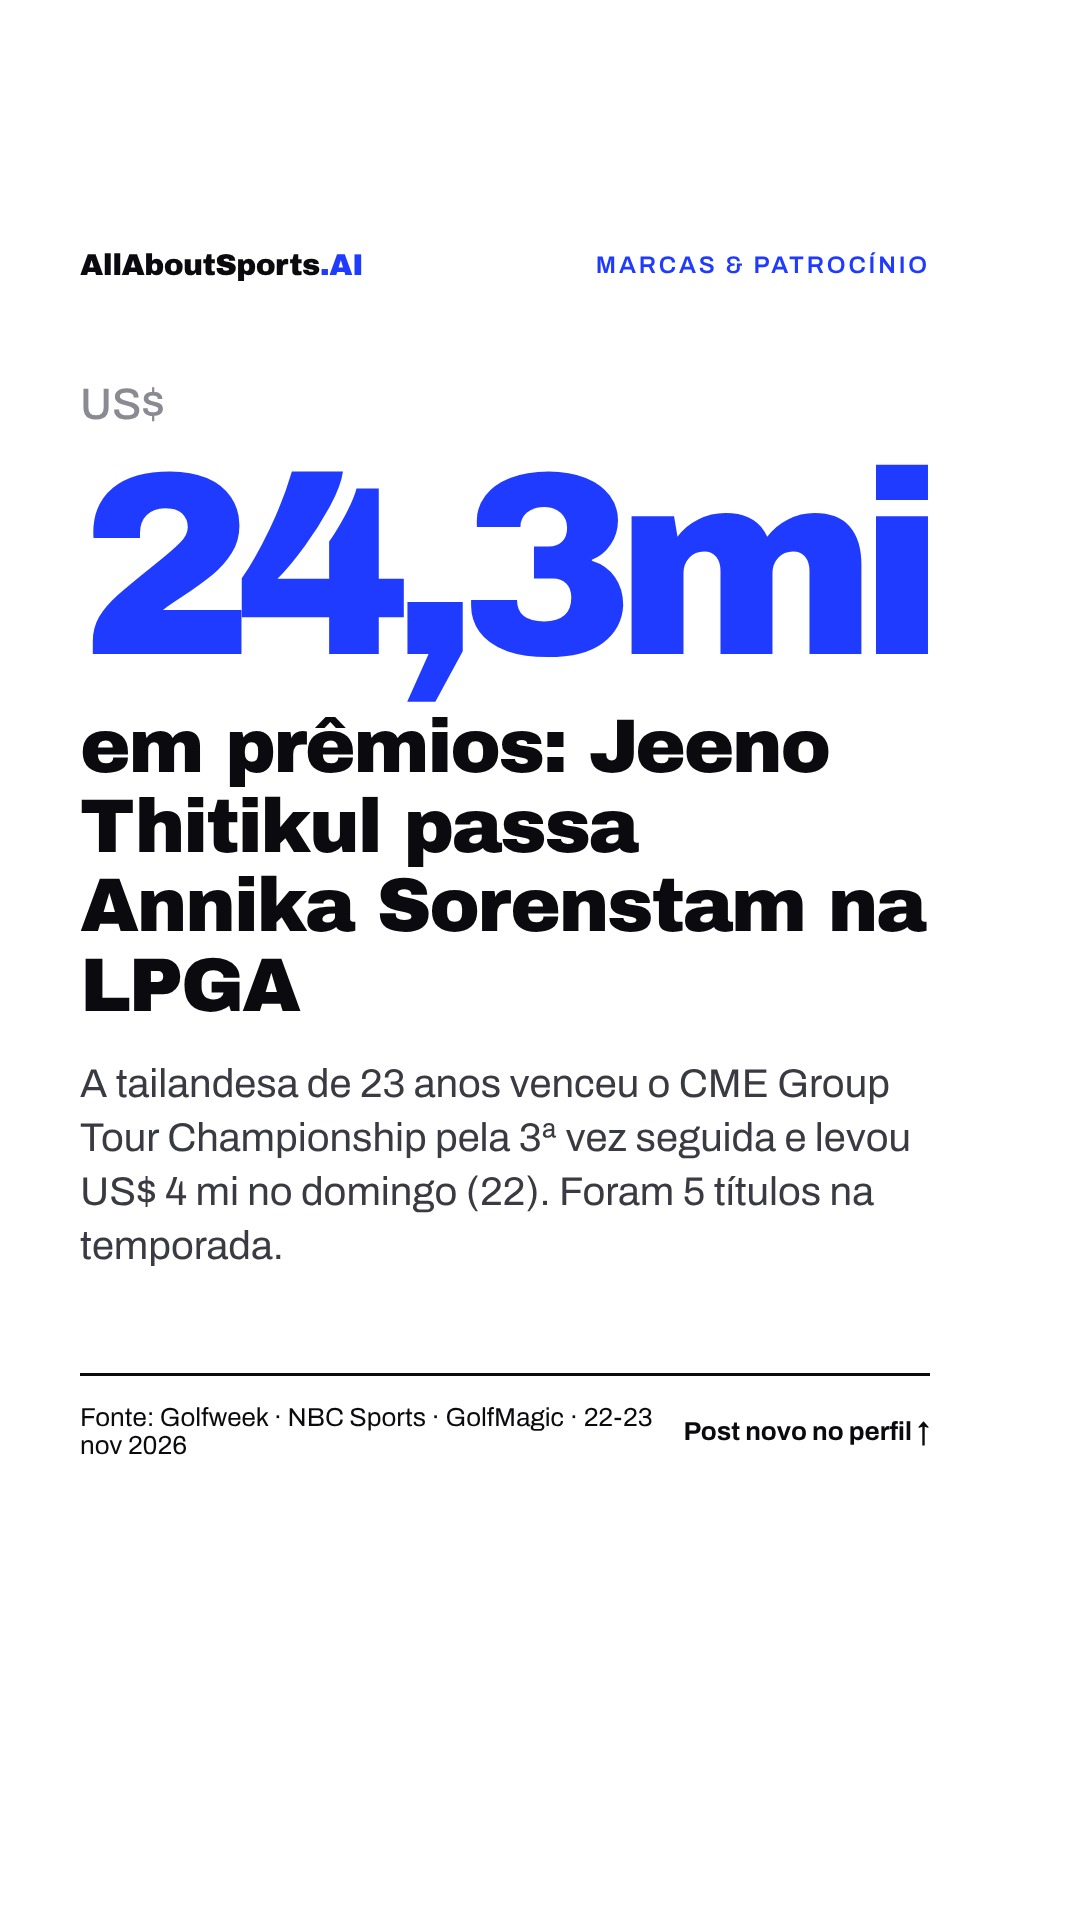 AllAboutSports.AI
MARCAS & PATROCÍNIO
US$
24,3mi
em prêmios: Jeeno
Thitikul passa
Annika Sorenstam na
LPGA
A tailandesa de 23 anos venceu o CME Group
Tour Championship pela 3ª vez seguida e levou
US$ 4 mi no domingo (22). Foram 5 títulos na
temporada.
Fonte: Golfweek · NBC Sports · GolfMagic · 22-23
nov 2026
Post novo no perfil ↑